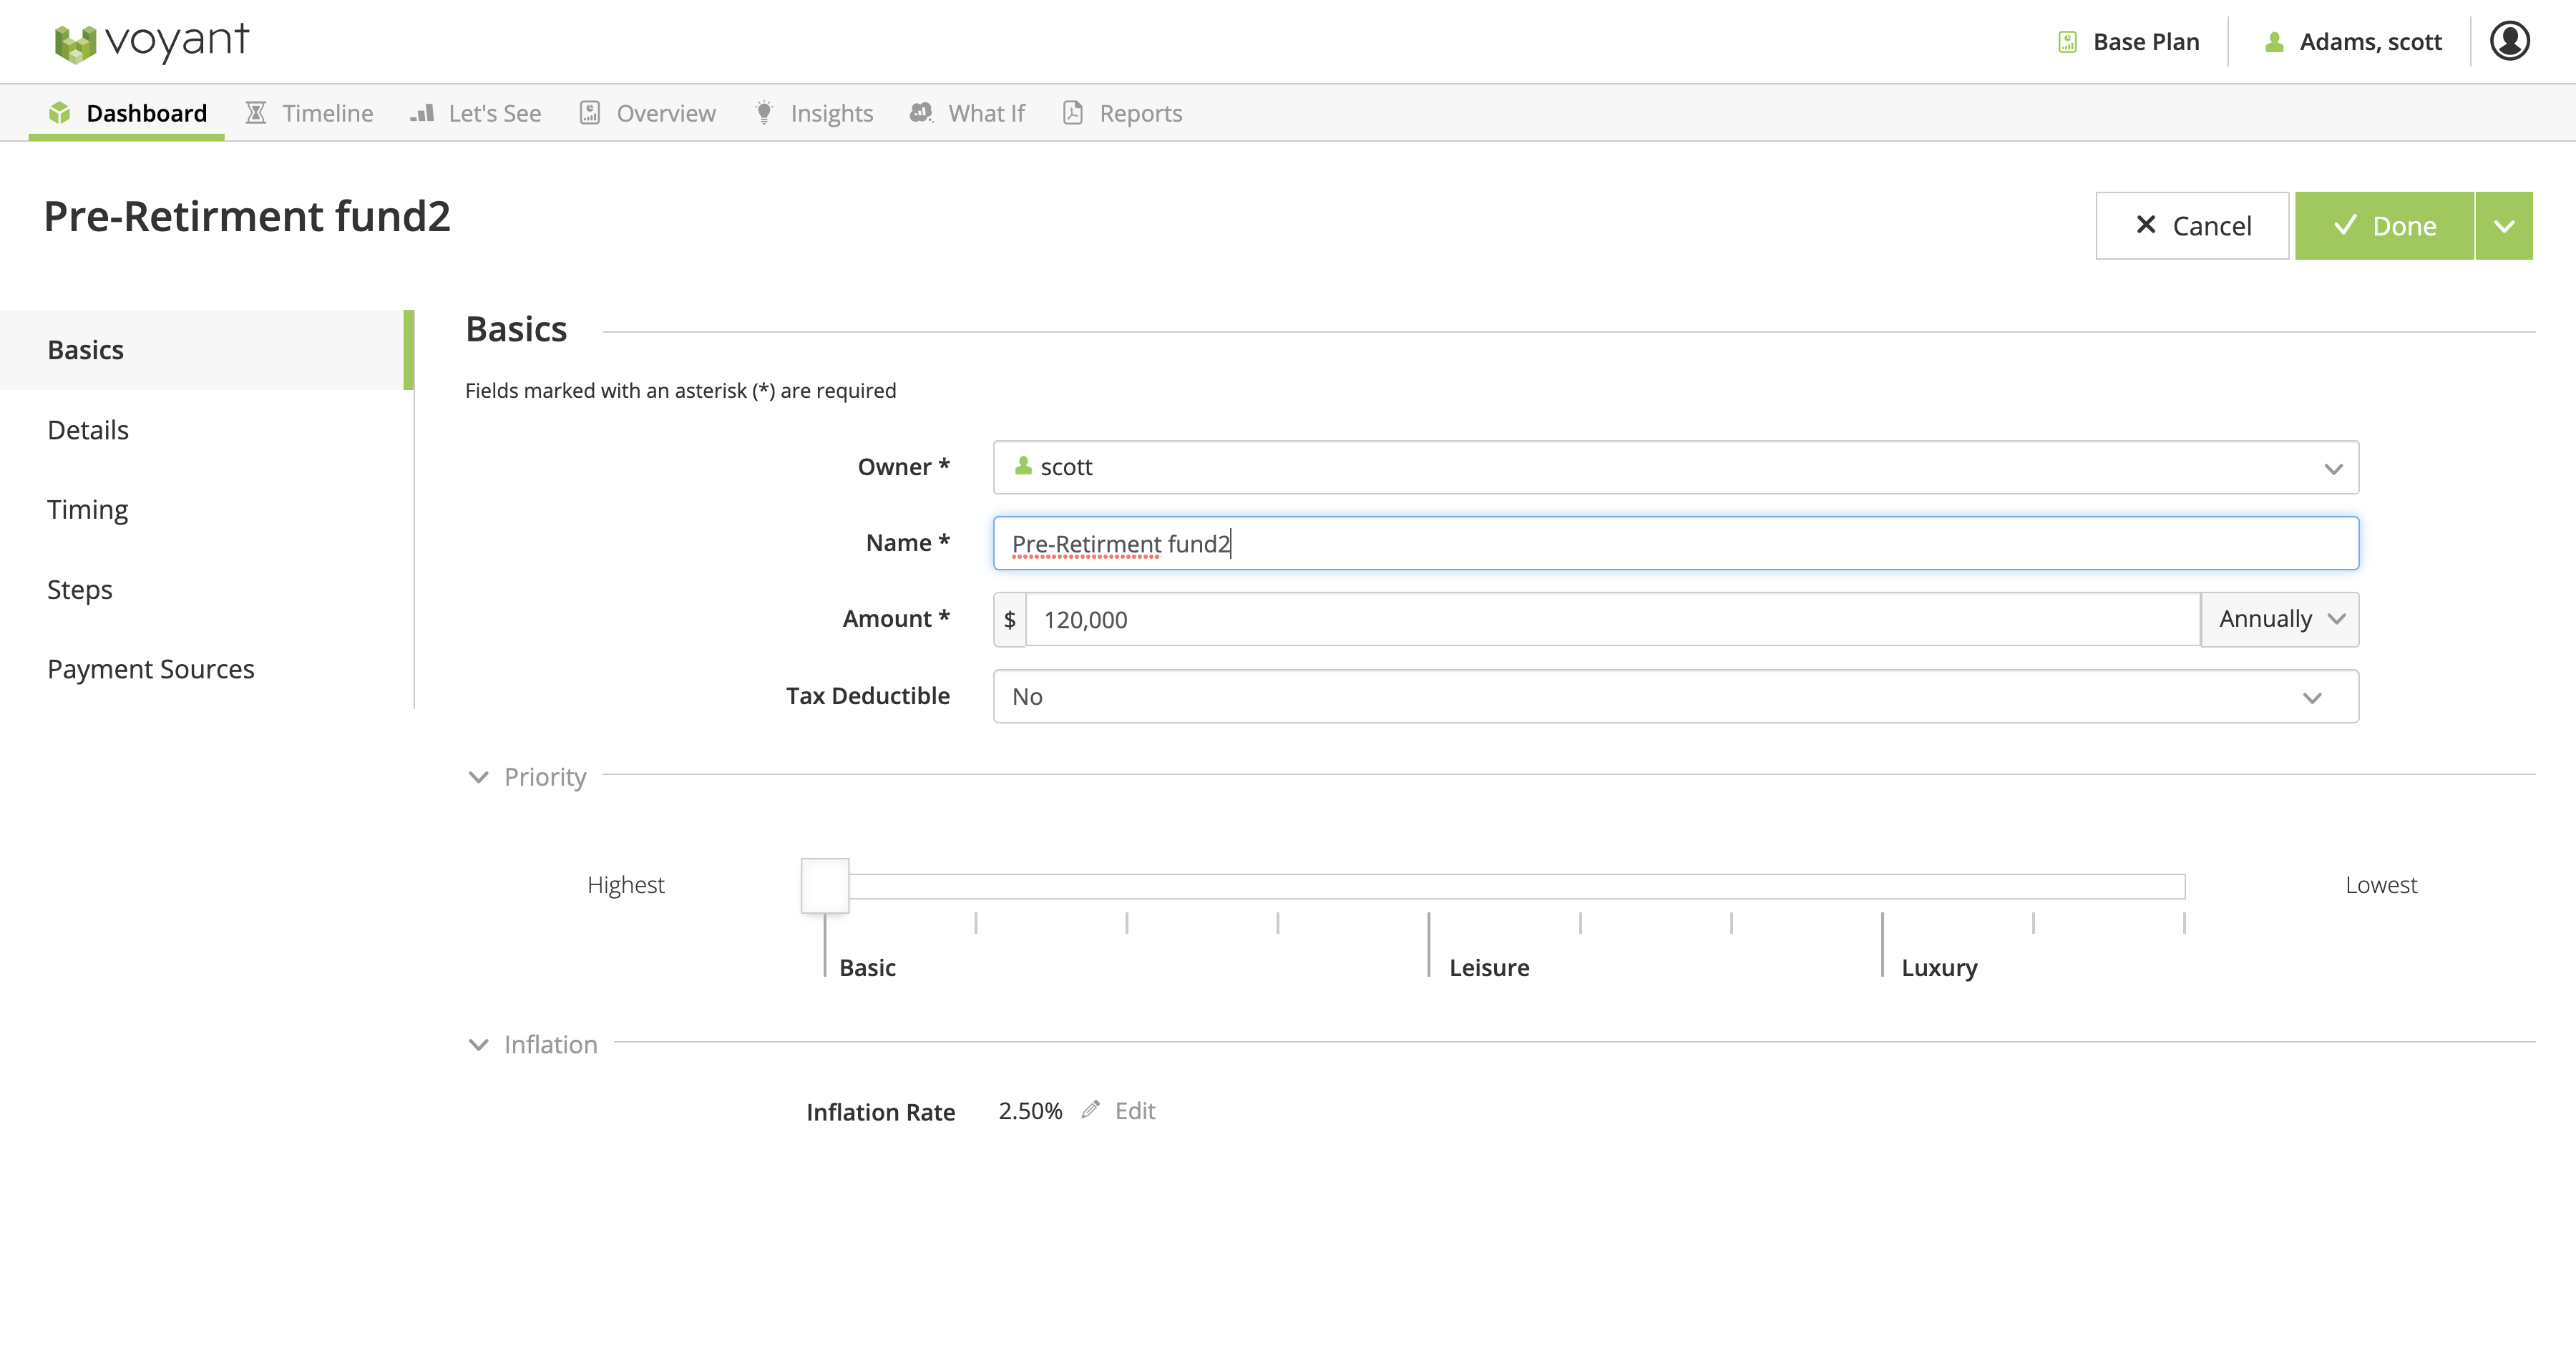 voyant
Base Plan
Adams, scott
Dashboard
Timeline
Let's See
Overview
Insights
What If
Reports
Pre-Retirment fund2
Cancel
Done
Basics
Details
Timing
Steps
Payment Sources
Basics
Fields marked with an asterisk (*) are required
Owner *
scott
Name *
Pre-Retirment fund2
Amount *
$ 120,000
Annually
Tax Deductible
No
Priority
Highest
Lowest
Basic
Leisure
Luxury
Inflation
Inflation Rate
2.50%
Edit